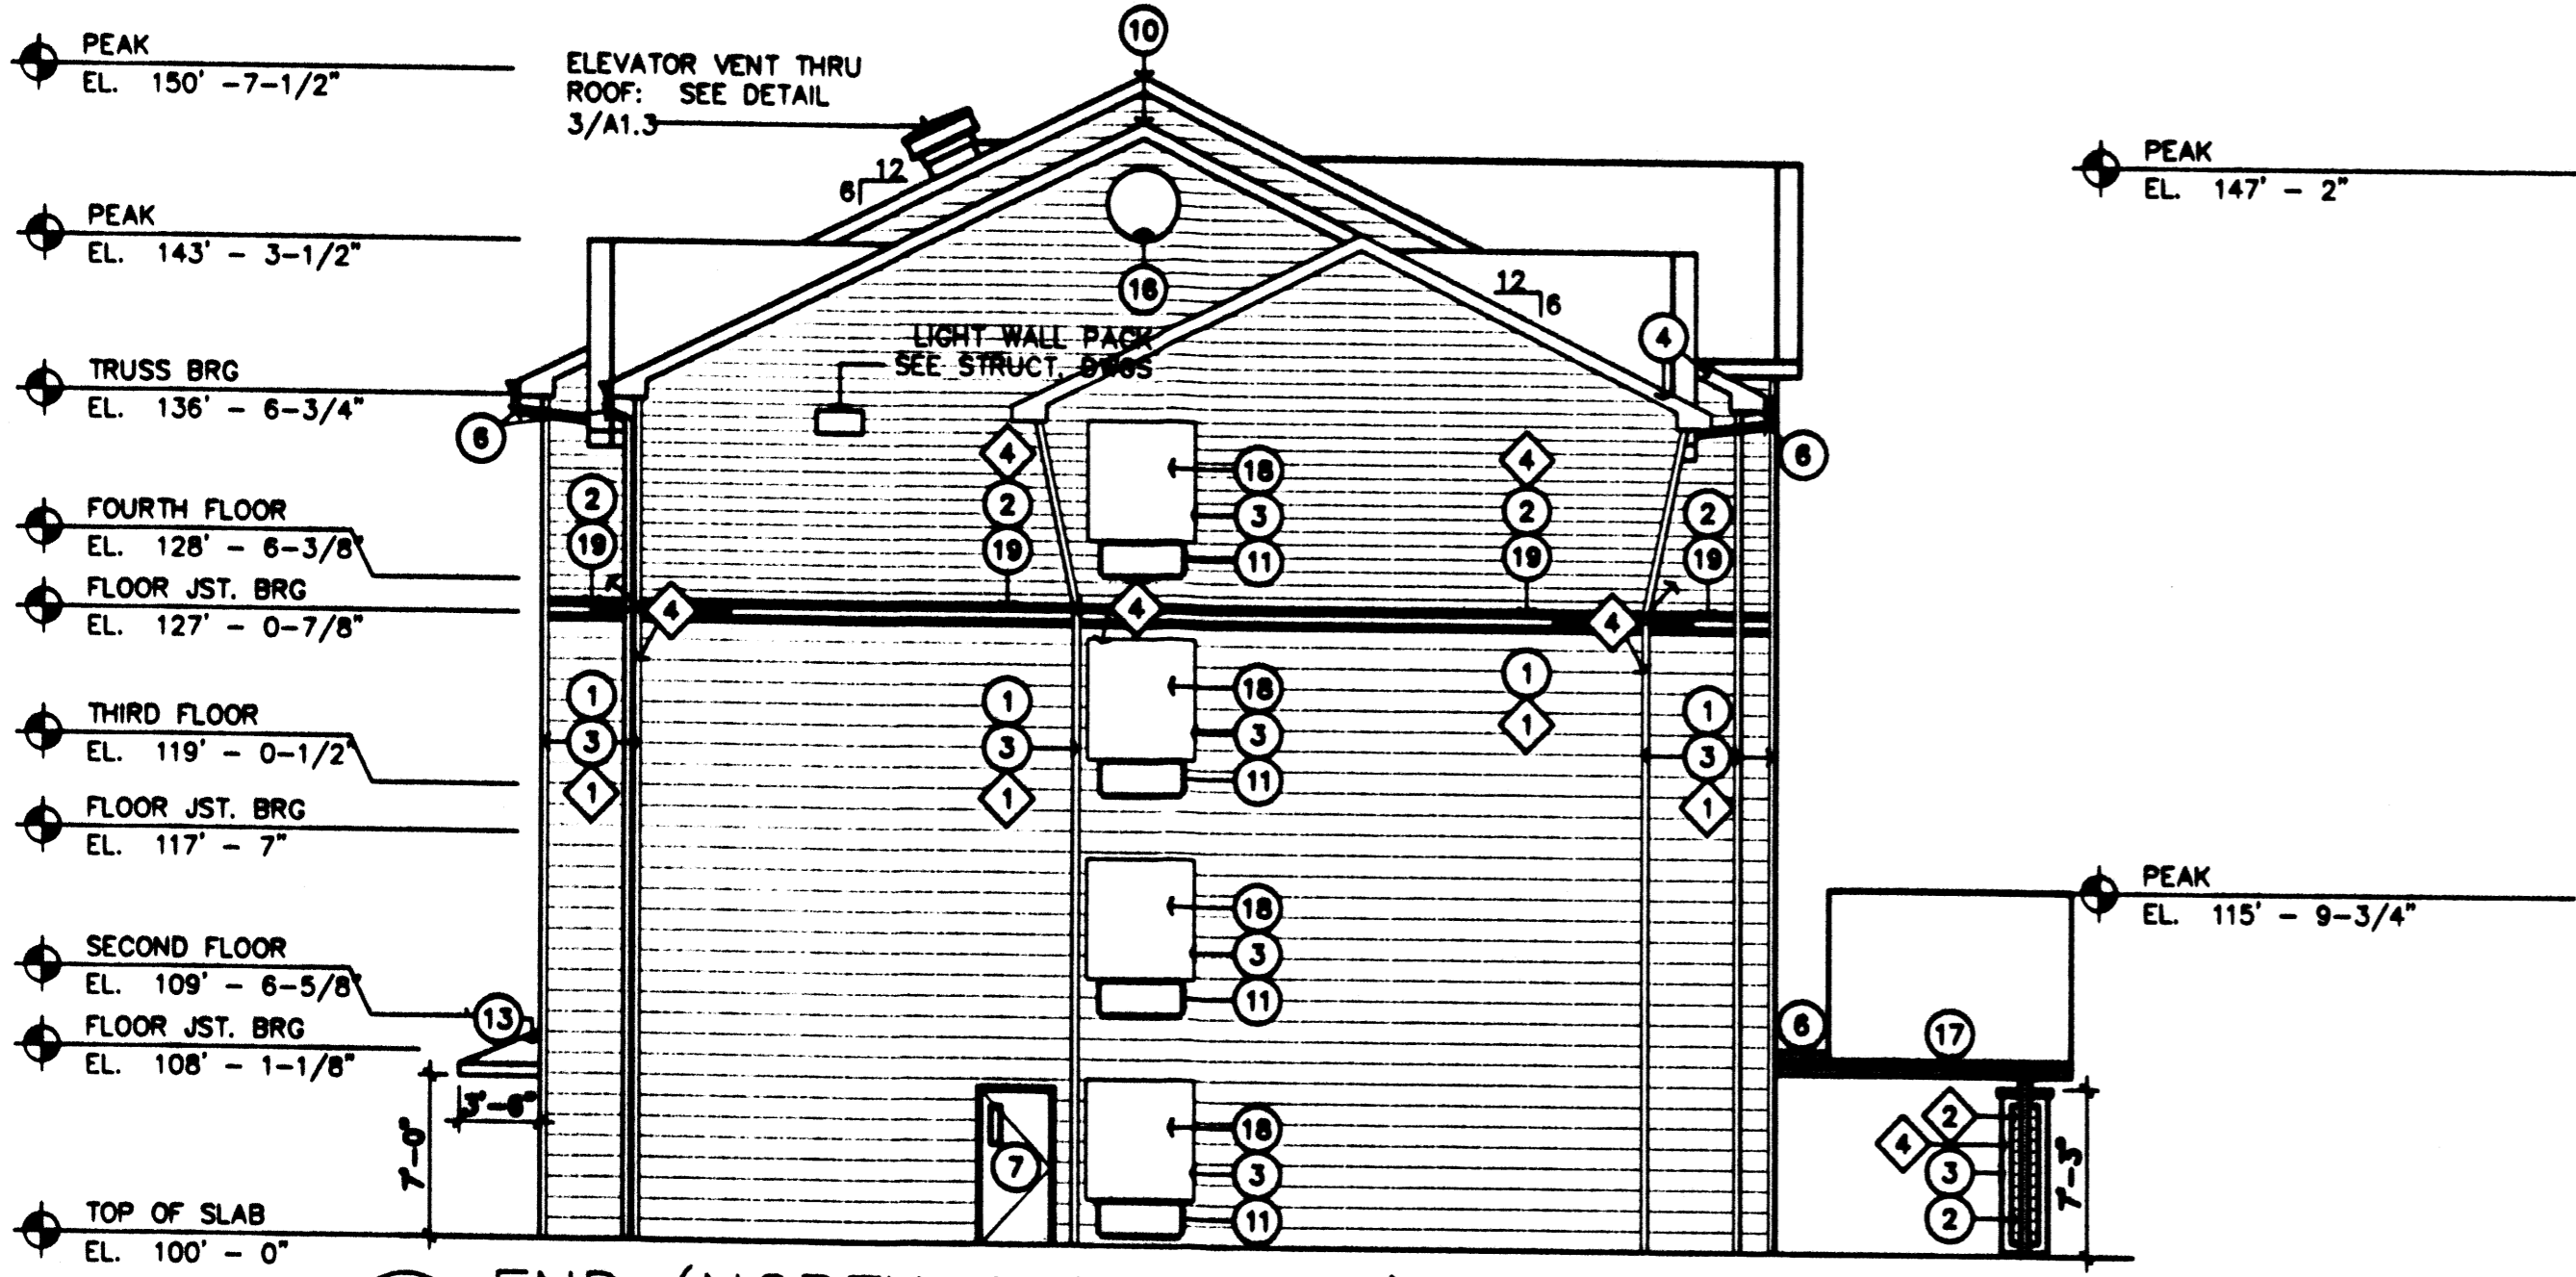 PEAK
EL. 150' -7-1/2"
PEAK
EL. 143' - 3-1/2"
TRUSS BRG
EL. 136' - 6-3/4"
FOURTH FLOOR
EL. 128' - 6-3/8"
FLOOR JST. BRG
EL. 127' - 0-7/8"
THIRD FLOOR
EL. 119' - 0-1/2"
FLOOR JST. BRG
EL. 117' - 7"
SECOND FLOOR
EL. 109' - 6-5/8"
FLOOR JST. BRG
EL. 108' - 1-1/8"
TOP OF SLAB
EL. 100' - 0"
ELEVATOR VENT THRU
ROOF: SEE DETAIL
3/A1.3
10
12
6
16
LIGHT WALL PACK
SEE STRUCT. DWGS
12
6
4
6
6
2
19
4
2
19
18
3
11
4
2
19
2
19
4
4
4
1
3
1
1
3
1
18
3
11
1
1
1
3
1
18
3
11
13
3'-6"
7'-0"
7
18
3
11
6
17
2
4
3
2
7'-3"
PEAK
EL. 147' - 2"
PEAK
EL. 115' - 9-3/4"